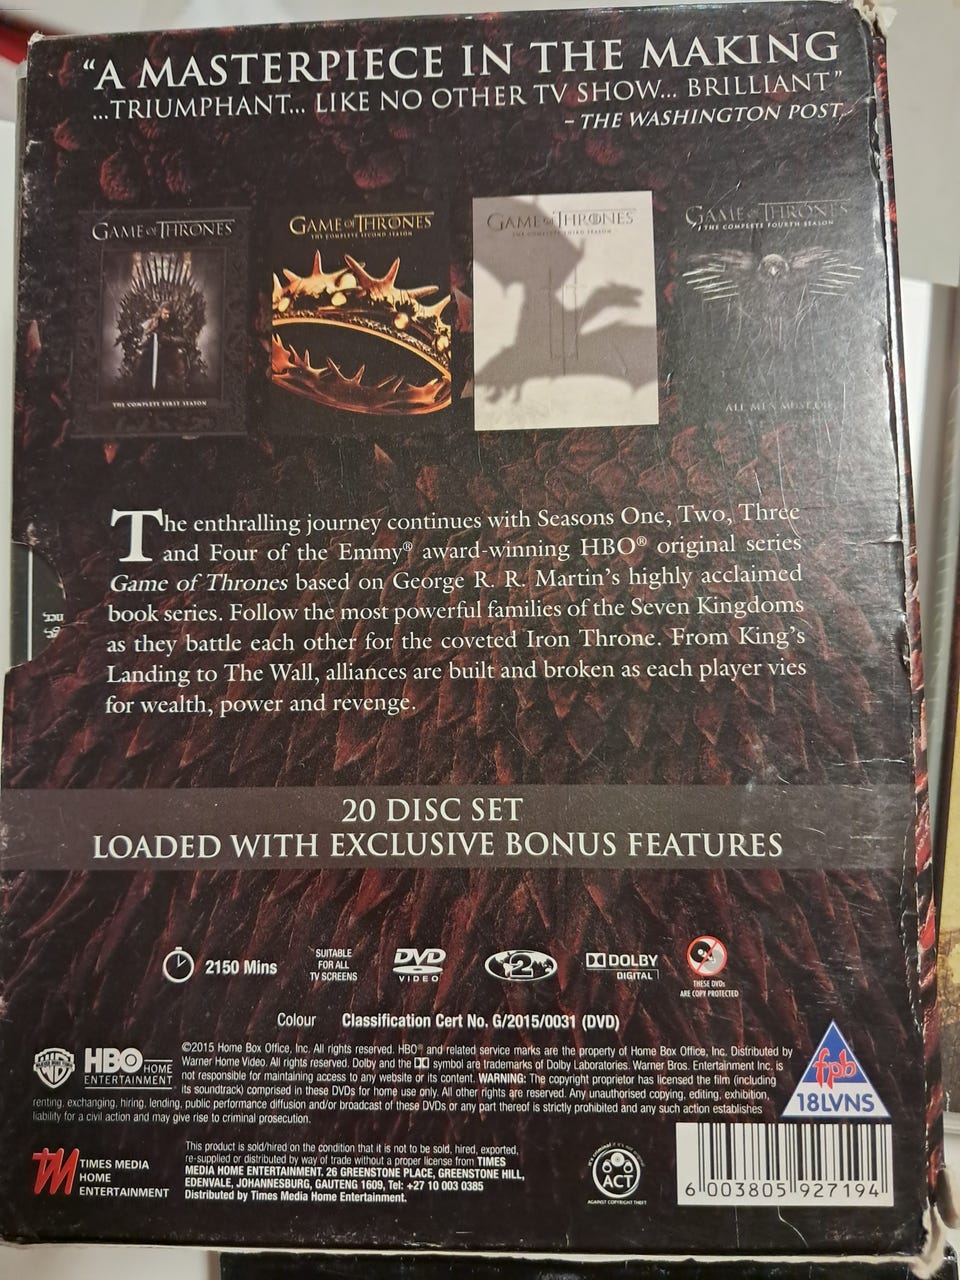 “A MASTERPIECE IN THE MAKING
...TRIUMPHANT... LIKE NO OTHER TV SHOW... BRILLIANT”
– THE WASHINGTON POST
GAME OF THRONES
THE COMPLETE FIRST SEASON
GAME OF THRONES
THE COMPLETE SECOND SEASON
GAME OF THRONES
THE COMPLETE THIRD SEASON
GAME OF THRONES
THE COMPLETE FOURTH SEASON
ALL MEN MUST DIE
The enthralling journey continues with Seasons One, Two, Three
and Four of the Emmy® award-winning HBO® original series
Game of Thrones based on George R. R. Martin’s highly acclaimed
book series. Follow the most powerful families of the Seven Kingdoms
as they battle each other for the coveted Iron Throne. From King’s
Landing to The Wall, alliances are built and broken as each player vies
for wealth, power and revenge.
20 DISC SET
LOADED WITH EXCLUSIVE BONUS FEATURES
2150 Mins
SUITABLE
FOR ALL
TV SCREENS
DVD
VIDEO
2
DOLBY
DIGITAL
THESE DVDs
ARE COPY PROTECTED
Colour Classification Cert No. G/2015/0031 (DVD)
HBO HOME
ENTERTAINMENT
©2015 Home Box Office, Inc. All rights reserved. HBO® and related service marks are the property of Home Box Office, Inc. Distributed by
Warner Home Video. All rights reserved. Dolby and the DD symbol are trademarks of Dolby Laboratories. Warner Bros. Entertainment Inc. is
not responsible for maintaining access to any website or its content. WARNING: The copyright proprietor has licensed the film (including
its soundtrack) comprised in these DVDs for home use only. All other rights are reserved. Any unauthorised copying, editing, exhibition,
renting, exchanging, hiring, lending, public performance diffusion and/or broadcast of these DVDs or any part thereof is strictly prohibited and any such action establishes
liability for a civil action and may give rise to criminal prosecution.
fpb
18LVNS
TM TIMES MEDIA
HOME
ENTERTAINMENT
This product is sold/hired on the condition that it is not to be sold, hired, exported,
re-supplied or distributed by way of trade without a proper license from TIMES
MEDIA HOME ENTERTAINMENT. 26 GREENSTONE PLACE, GREENSTONE HILL,
EDENVALE, JOHANNESBURG, GAUTENG 1609, Tel: +27 10 003 0385
Distributed by Times Media Home Entertainment.
ACT
AGAINST COPYRIGHT THEFT
6 003805 927194